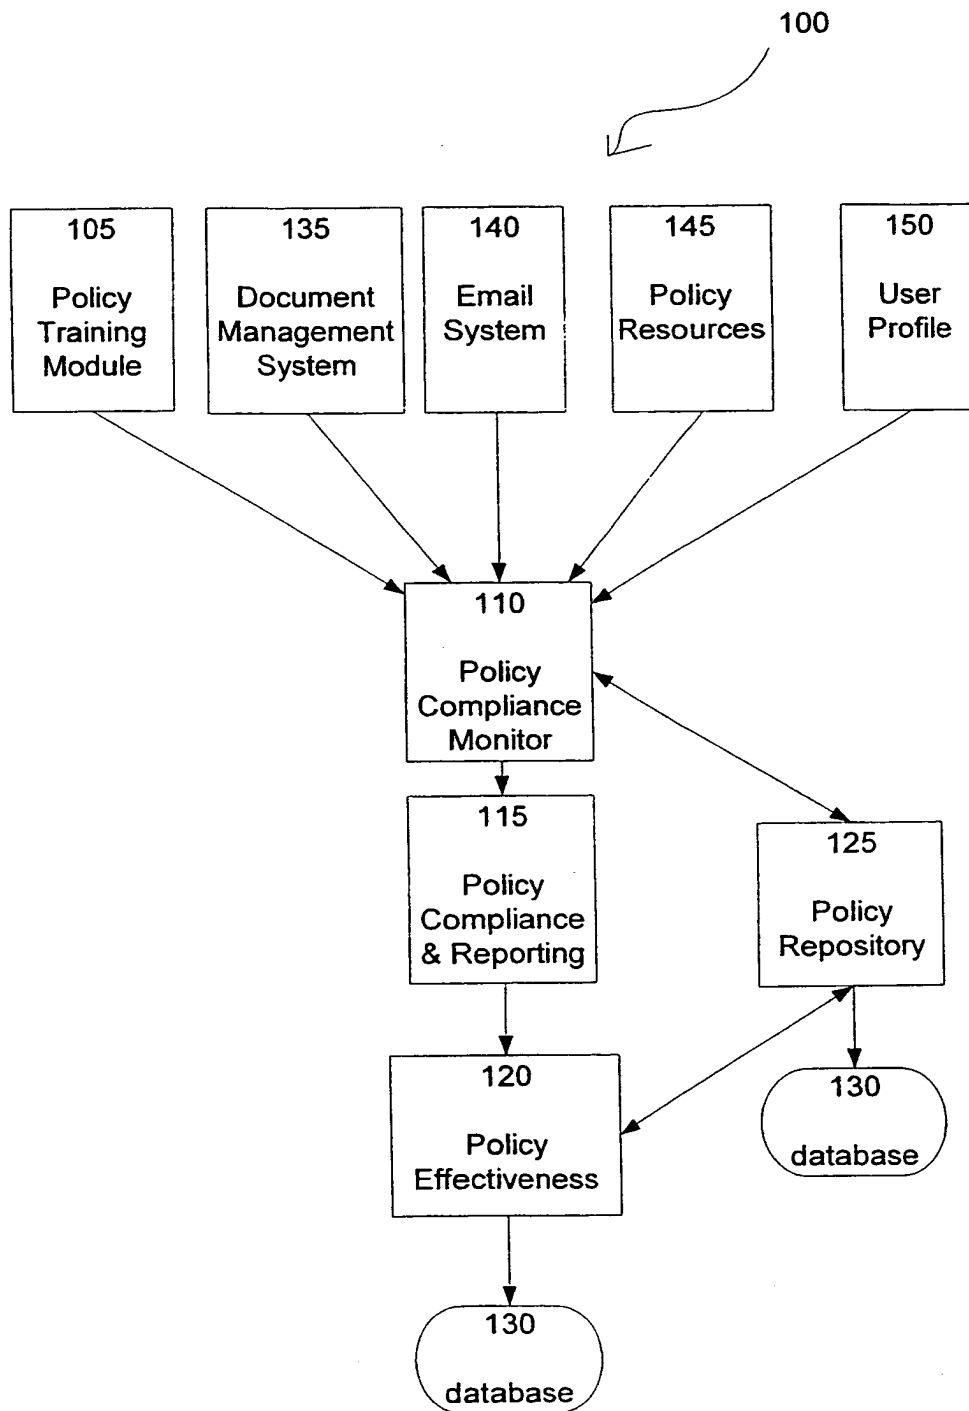 100
105
Policy
Training
Module
135
Document
Management
System
140
Email
System
145
Policy
Resources
150
User
Profile
110
Policy
Compliance
Monitor
115
Policy
Compliance
& Reporting
125
Policy
Repository
120
Policy
Effectiveness
130
database
130
database